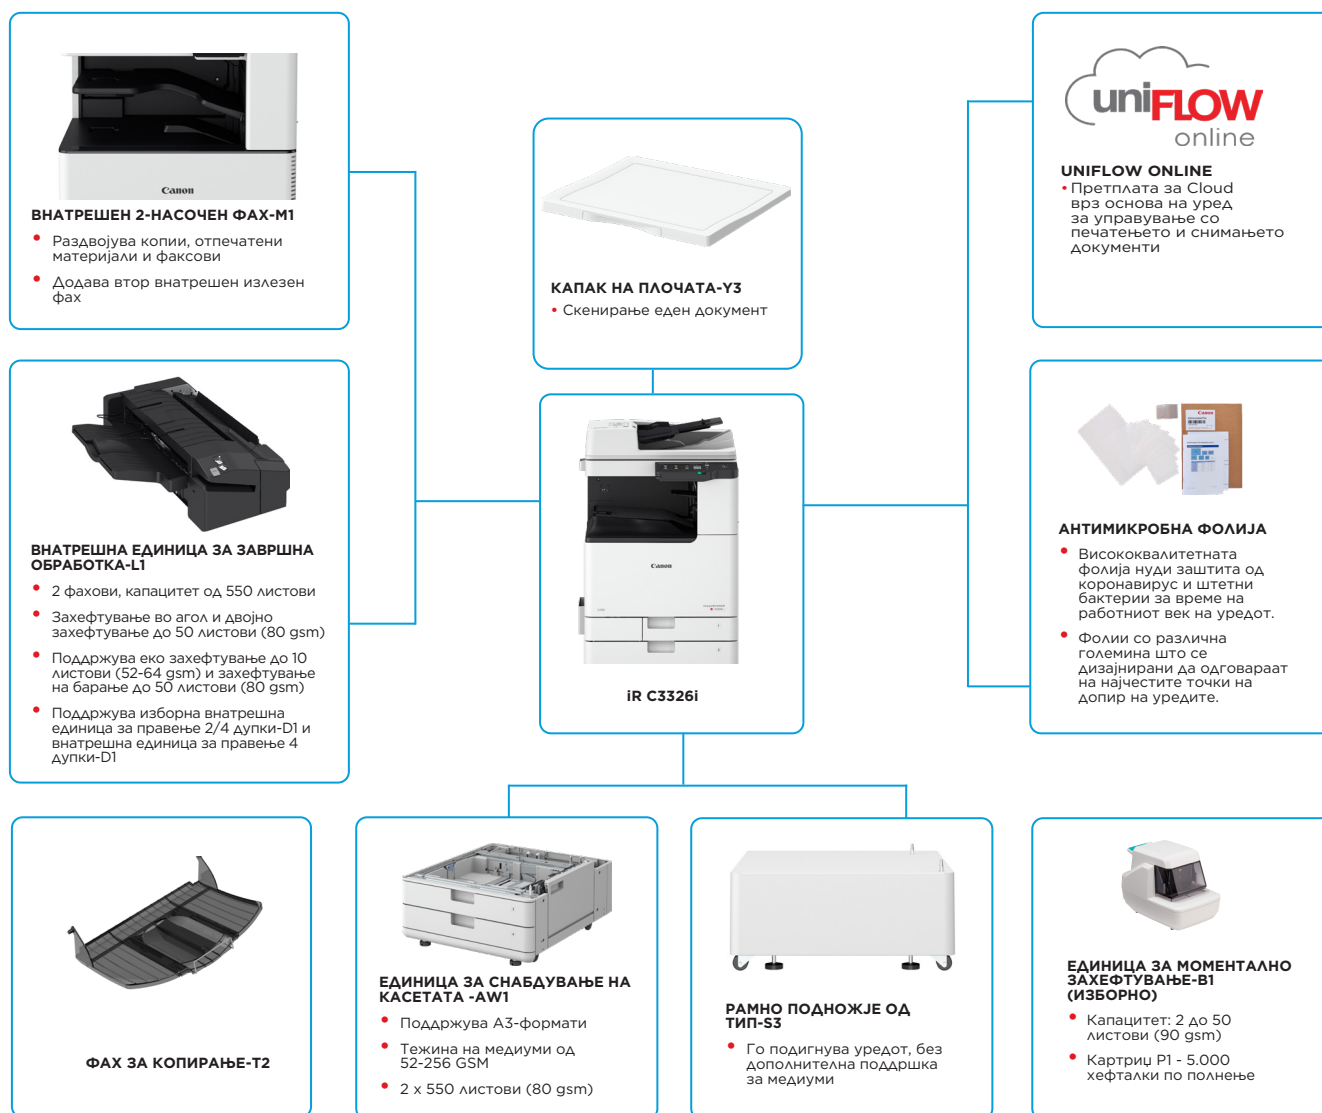 Canon
ВНАТРЕШЕН 2-НАСОЧЕН ФАХ-M1
• Раздвојува копии, отпечатени
материјали и факсови
• Додава втор внатрешен излезен
фах
КАПАК НА ПЛОЧАТА-Y3
• Скенирање еден документ
uniFLOW
online
UNIFLOW ONLINE
• Претплата за Cloud
врз основа на уред
за управување со
печатењето и снимањето
документи
ВНАТРЕШНА ЕДИНИЦА ЗА ЗАВРШНА
ОБРАБОТКА-L1
• 2 фахови, капацитет од 550 листови
• Захефтување во агол и двојно
захефтување до 50 листови (80 gsm)
• Поддржува еко захефтување до 10
листови (52-64 gsm) и захефтување
на барање до 50 листови (80 gsm)
• Поддржува изборна внатрешна
единица за правење 2/4 дупки-D1 и
внатрешна единица за правење 4
дупки-D1
Canon
iR C3326i
Canon
АНТИМИКРОБНА ФОЛИЈА
• Висококвалитетната
фолија нуди заштита од
коронавирус и штетни
бактерии за време на
работниот век на уредот.
• Фолии со различна
големина што се
дизајнирани да одговараат
на најчестите точки на
допир на уредите.
ФАХ ЗА КОПИРАЊЕ-T2
ЕДИНИЦА ЗА СНАБДУВАЊЕ НА
КАСЕТАТА -AW1
• Поддржува A3-формати
• Тежина на медиуми од
52-256 GSM
• 2 x 550 листови (80 gsm)
РАМНО ПОДНОЖЈЕ ОД
ТИП-S3
• Го подигнува уредот, без
дополнителна поддршка
за медиуми
ЕДИНИЦА ЗА МОМЕНТАЛНО
ЗАХЕФТУВАЊЕ-B1
(ИЗБОРНО)
• Капацитет: 2 до 50
листови (90 gsm)
• Картриџ P1 - 5.000
хефталки по полнење